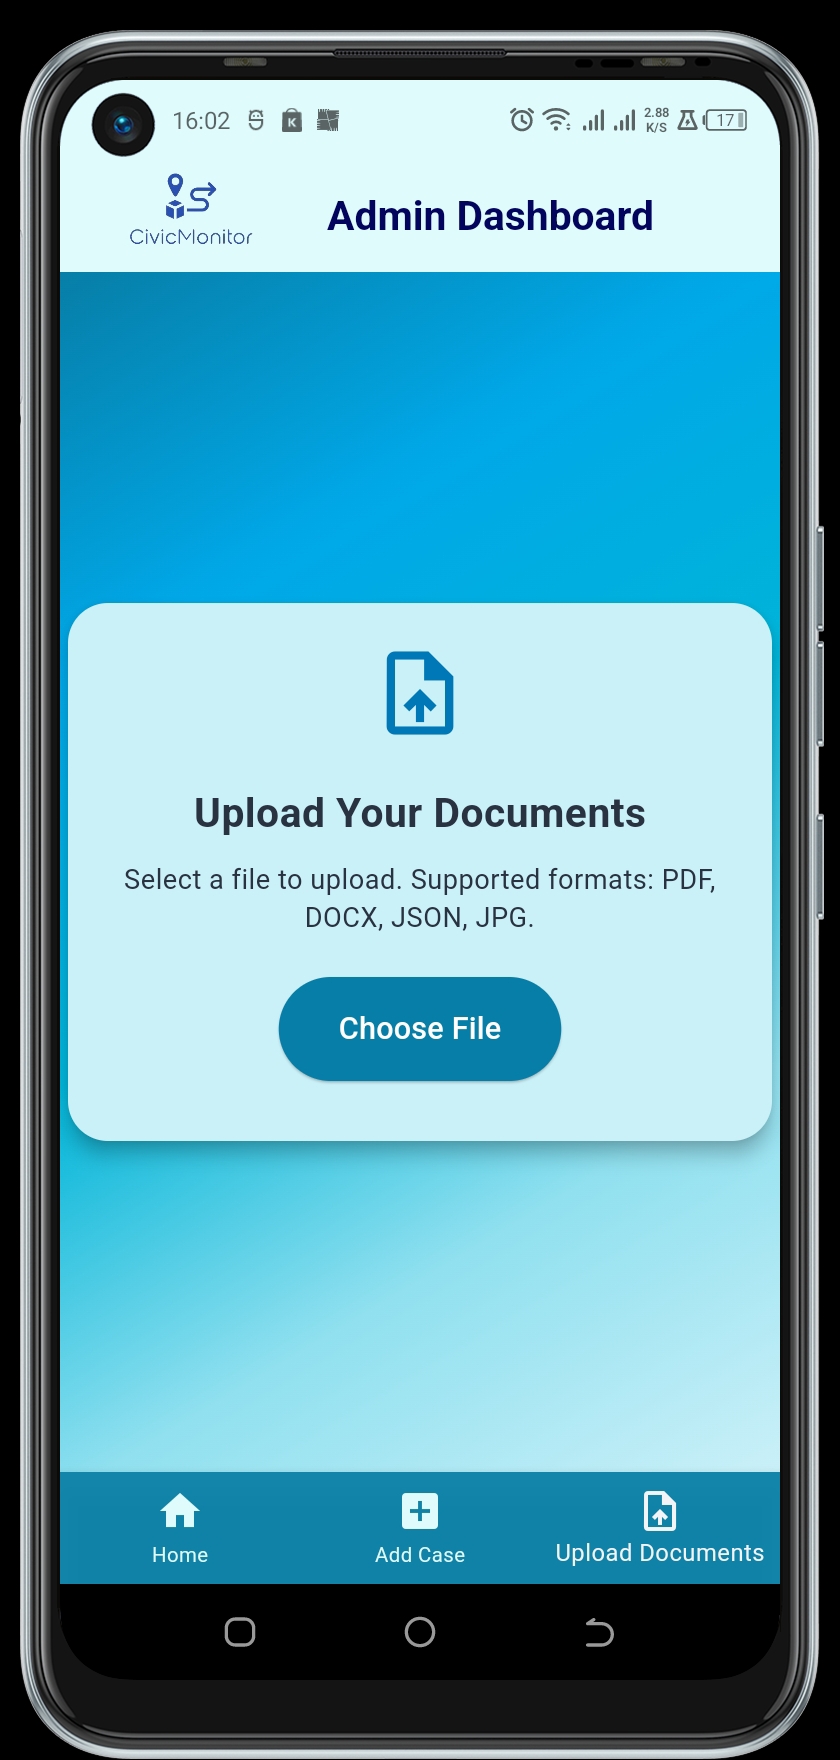 16:02
K
2.88
K/S
17
CivicMonitor
Admin Dashboard
Upload Your Documents
Select a file to upload. Supported formats: PDF,
DOCX, JSON, JPG.
Choose File
Home
Add Case
Upload Documents